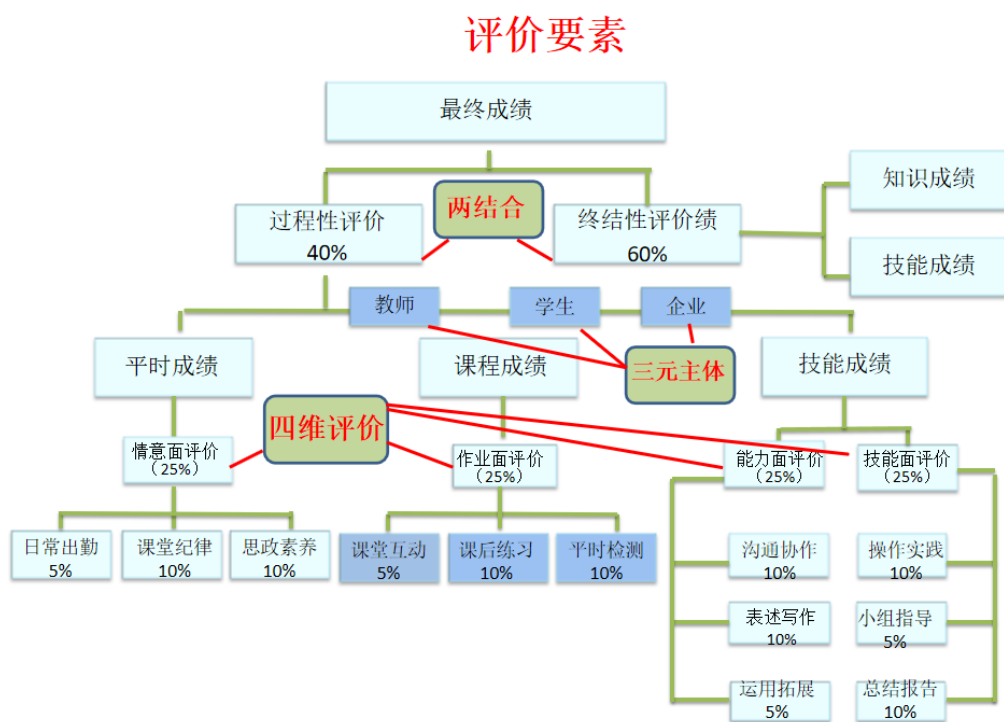 评价要素
最终成绩
知识成绩
两结合
过程性评价
40%
终结性评价绩
60%
技能成绩
教师
学生
企业
平时成绩
课程成绩
三元主体
技能成绩
四维评价
情意面评价
（25%）
作业面评价
（25%）
能力面评价
（25%）
技能面评价
（25%）
日常出勤
5%
课堂纪律
10%
思政素养
10%
课堂互动
5%
课后练习
10%
平时检测
10%
沟通协作
10%
操作实践
10%
表述写作
10%
小组指导
5%
运用拓展
5%
总结报告
10%